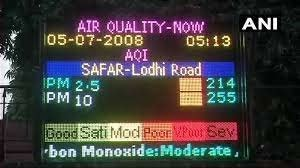 ANI
AIR QUALITY-NOW
05-07-2008 05:13
AQI
SAFAR-Lodhi Road
PM 2.5 214
PM 10 255
Good Sati Mod Poor VPoor Sev
bon Monoxide:Moderate,